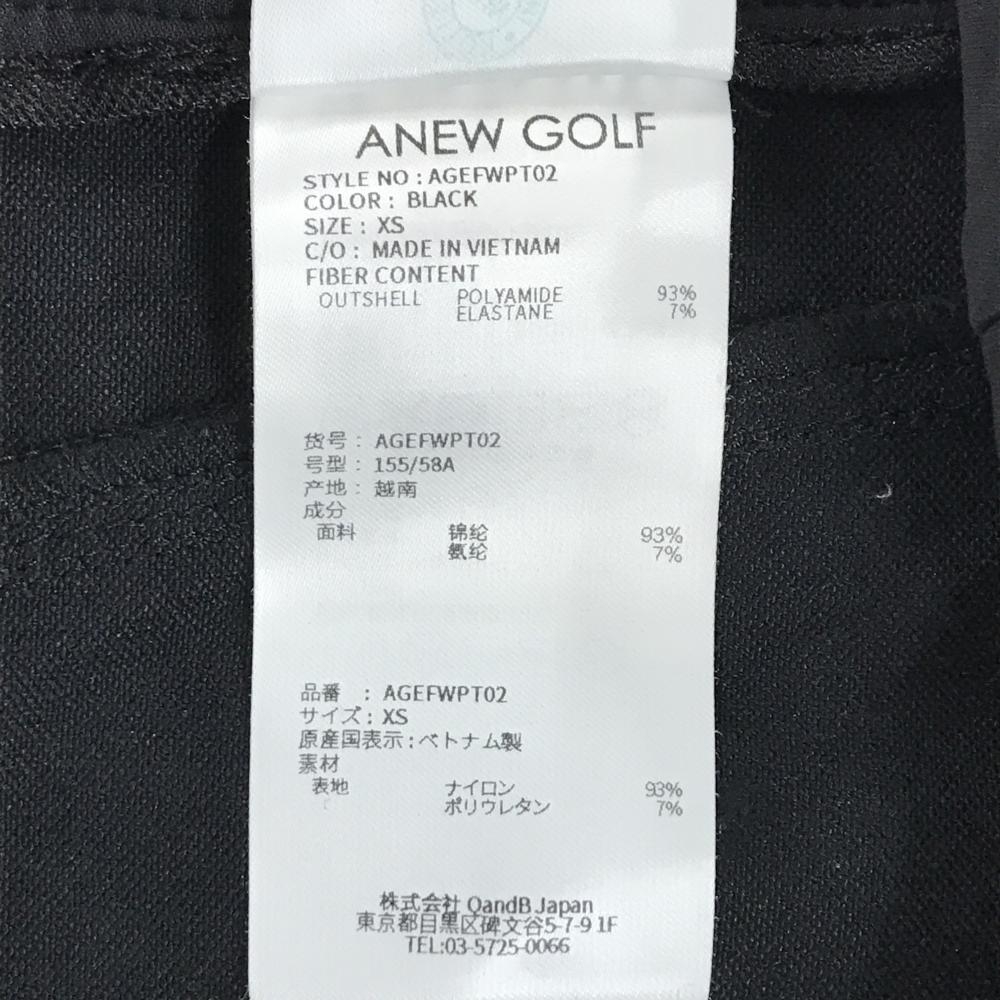 ANEW GOLF
STYLE NO : AGEFWPT02
COLOR : BLACK
SIZE : XS
C/O : MADE IN VIETNAM
FIBER CONTENT
OUTSHELL POLYAMIDE 93%
ELASTANE 7%
货号 : AGEFWPT02
号型 : 155/58A
产地 : 越南
成分
面料 锦纶 93%
氨纶 7%
品番 : AGEFWPT02
サイズ : XS
原産国表示 : ベトナム製
素材
表地 ナイロン 93%
ポリウレタン 7%
株式会社 QandB Japan
東京都目黒区碑文谷5-7-9 1F
TEL:03-5725-0066